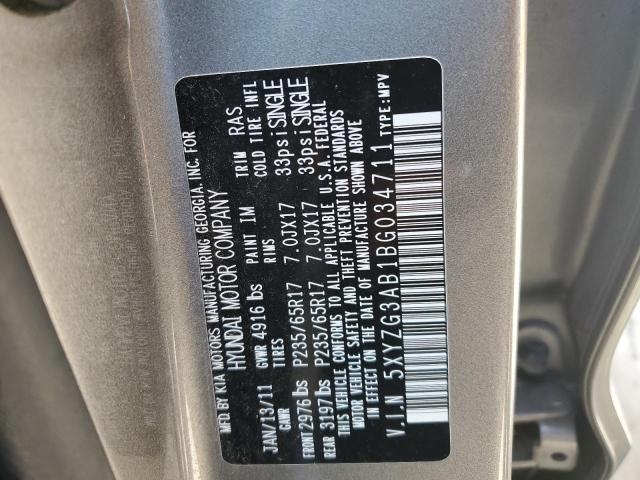 MFD BY KIA MOTORS MANUFACTURING GEORGIA, INC. FOR
HYUNDAI MOTOR COMPANY
JAN/13/11 PAINT IM TRIM RAS
GVWR 4916 lbs
GAWR TIRES RIMS COLD TIRE INFL
FRONT 2976 lbs P235/65R17 7.0JX17 33psi SINGLE
REAR 3197 lbs P235/65R17 7.0JX17 33psi SINGLE
THIS VEHICLE CONFORMS TO ALL APPLICABLE U.S.A. FEDERAL
MOTOR VEHICLE SAFETY AND THEFT PREVENTION STANDARDS
IN EFFECT ON THE DATE OF MANUFACTURE SHOWN ABOVE
V.I.N 5XYZG3AB1BG034711 TYPE:MPV